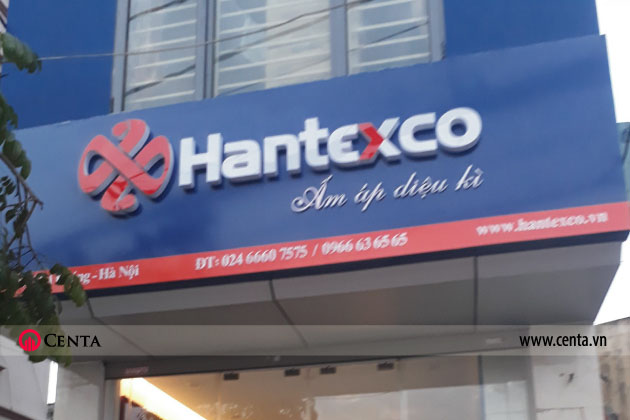 Hantexco
Ấm áp diệu kì
www.hantexco.vn
- Hà Nội
ĐT: 024 6660 7575 / 0966 63 65 65
CENTA
www.centa.vn